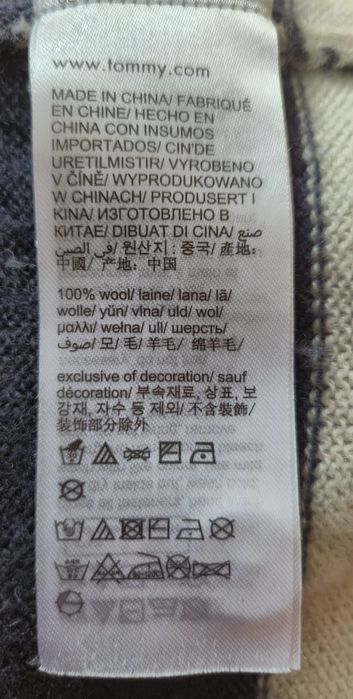 www.tommy.com
MADE IN CHINA/ FABRIQUÉ
EN CHINE/ HECHO EN
CHINA CON INSUMOS
IMPORTADOS/ CIN'DE
URETILMISTIR/ VYROBENO
V ČÍNĚ/ WYPRODUKOWANO
W CHINACH/ PRODUSERT I
KINA/ ИЗГОТОВЛЕНО В
КИТАЕ/ DIBUAT DI CINA/ صنع
في الصين/ 원산지 : 중국/ 產地:
中國/ 产地: 中国
100% wool/ laine/ lana/ lã/
wolle/ yün/ vlna/ uld/ wol/
μαλλι/ wełna/ ull/ шерсть/
صوف/ 모/ 毛/ 羊毛/ 绵羊毛/
exclusive of decoration/ sauf
décoration/ 부속재료, 상표, 보
강재, 자수 등 제외/ 不含裝飾/
装饰部分除外